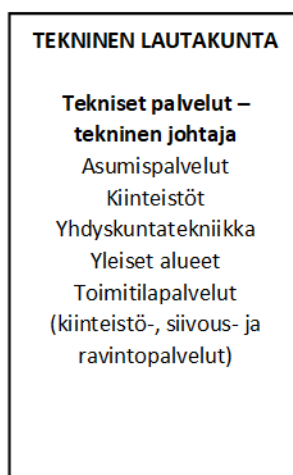 TEKNINEN LAUTAKUNTA
Tekniset palvelut –
tekninen johtaja
Asumispalvelut
Kiinteistöt
Yhdyskuntatekniikka
Yleiset alueet
Toimitilapalvelut
(kiinteistö-, siivous- ja
ravintopalvelut)